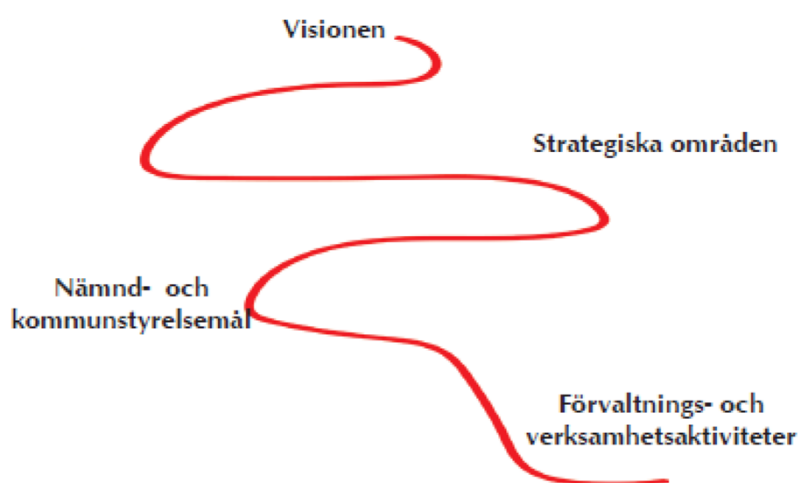 Visionen
Strategiska områden
Nämnd- och
kommunstyrelsemål
Förvaltnings- och
verksamhetsaktiviteter